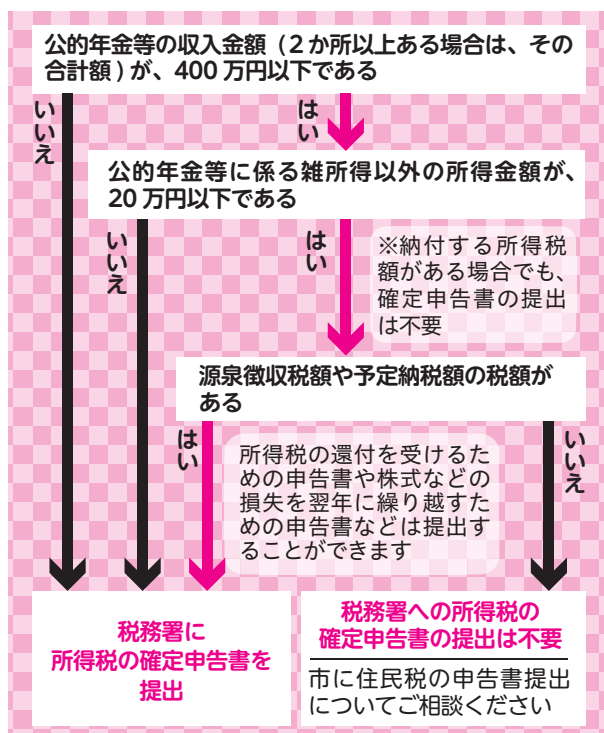 公的年金等の収入金額（2か所以上ある場合は、その
合計額）が、400万円以下である
いいえ
はい
公的年金等に係る雑所得以外の所得金額が、
20万円以下である
いいえ
はい
※納付する所得税
額がある場合でも、
確定申告書の提出
は不要
源泉徴収税額や予定納税額の税額が
ある
はい
所得税の還付を受けるた
めの申告書や株式などの
損失を翌年に繰り越すた
めの申告書などは提出す
ることができます
いいえ
税務署に
所得税の確定申告書を
提出
税務署への所得税の
確定申告書の提出は不要
市に住民税の申告書提出
についてご相談ください